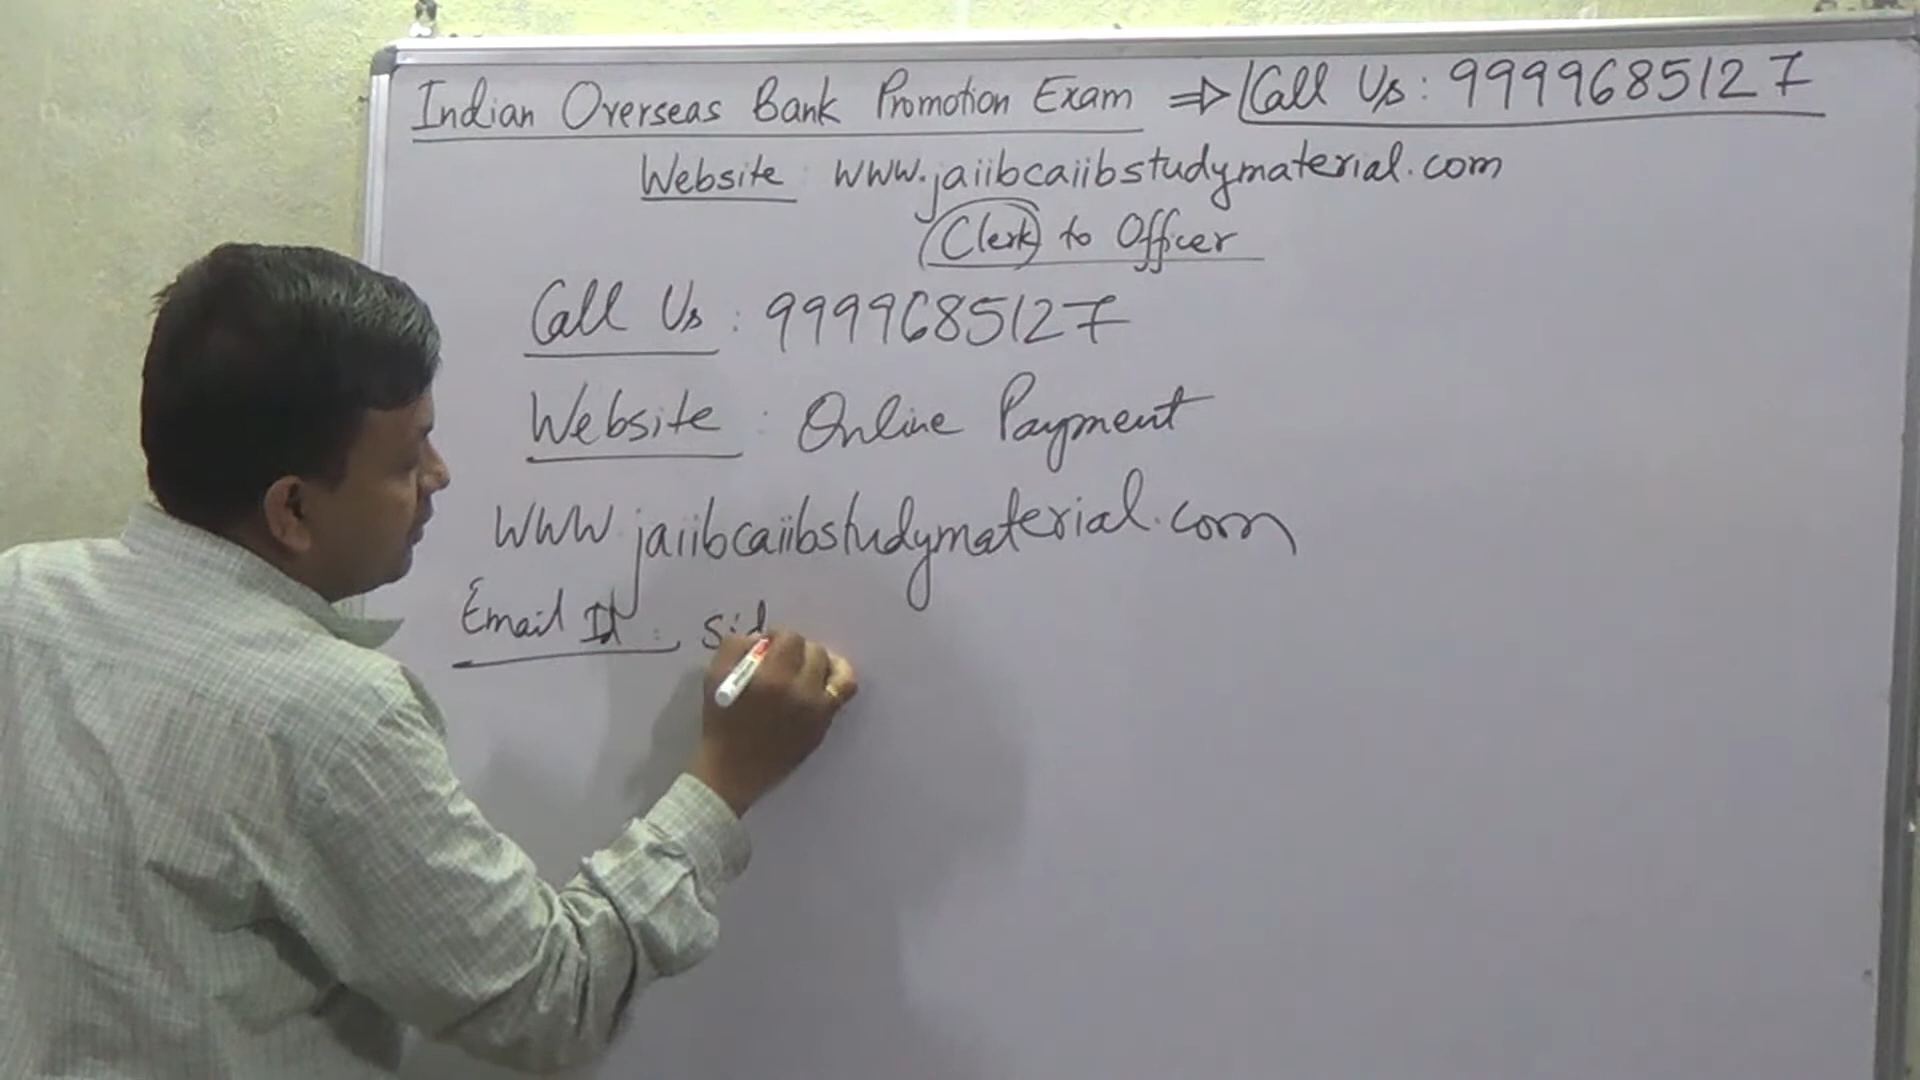 Indian Overseas Bank Promotion Exam ⇒ Call Us: 9999685127
Website: www.jaiibcaiibstudymaterial.com
Clerk to Officer
Call Us : 9999685127
Website : Online Payment
www.jaiibcaiibstudymaterial.com
Email Id : sid